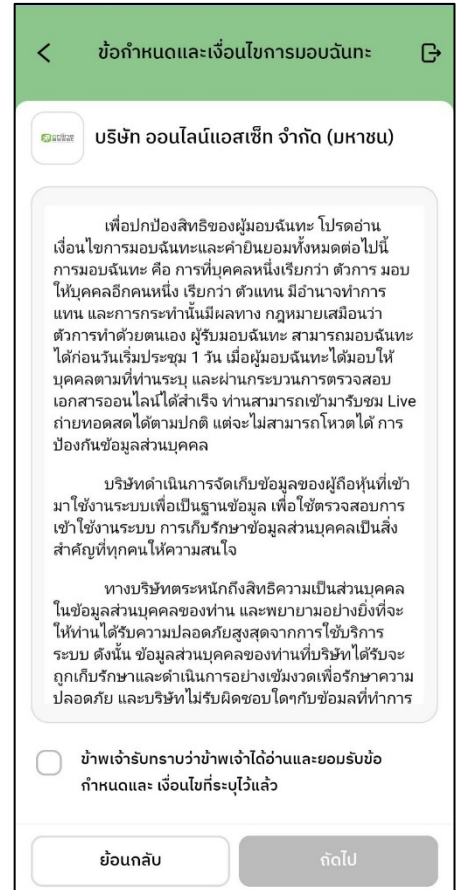 ข้อกำหนดและเงื่อนไขการมอบฉันทะ
online asset
บริษัท ออนไลน์แอสเซ็ท จำกัด (มหาชน)
เพื่อปกป้องสิทธิของผู้มอบฉันทะ โปรดอ่าน
เงื่อนไขการมอบฉันทะและคำยินยอมทั้งหมดต่อไปนี้
การมอบฉันทะ คือ การที่บุคคลหนึ่งเรียกว่า ตัวการ มอบ
ให้บุคคลอีกคนหนึ่ง เรียกว่า ตัวแทน มีอำนาจทำการ
แทน และการกระทำนั้นมีผลทาง กฎหมายเสมือนว่า
ตัวการทำด้วยตนเอง ผู้รับมอบฉันทะ สามารถมอบฉันทะ
ได้ก่อนวันเริ่มประชุม 1 วัน เมื่อผู้มอบฉันทะได้มอบให้
บุคคลตามที่ท่านระบุ และผ่านกระบวนการตรวจสอบ
เอกสารออนไลน์ได้สำเร็จ ท่านสามารถเข้ามารับชม Live
ถ่ายทอดสดได้ตามปกติ แต่จะไม่สามารถโหวตได้ การ
ป้องกันข้อมูลส่วนบุคคล
บริษัทดำเนินการจัดเก็บข้อมูลของผู้ถือหุ้นที่เข้า
มาใช้งานระบบเพื่อเป็นฐานข้อมูล เพื่อใช้ตรวจสอบการ
เข้าใช้งานระบบ การเก็บรักษาข้อมูลส่วนบุคคลเป็นสิ่ง
สำคัญที่ทุกคนให้ความสนใจ
ทางบริษัทตระหนักถึงสิทธิความเป็นส่วนบุคคล
ในข้อมูลส่วนบุคคลของท่าน และพยายามอย่างยิ่งที่จะ
ให้ท่านได้รับความปลอดภัยสูงสุดจากการใช้บริการ
ระบบ ดังนั้น ข้อมูลส่วนบุคคลของท่านที่บริษัทได้รับจะ
ถูกเก็บรักษาและดำเนินการอย่างเข้มงวดเพื่อรักษาความ
ปลอดภัย และบริษัทไม่รับผิดชอบใดๆกับข้อมูลที่ทำการ
ข้าพเจ้ารับทราบว่าข้าพเจ้าได้อ่านและยอมรับข้อ
กำหนดและ เงื่อนไขที่ระบุไว้แล้ว
ย้อนกลับ
ถัดไป